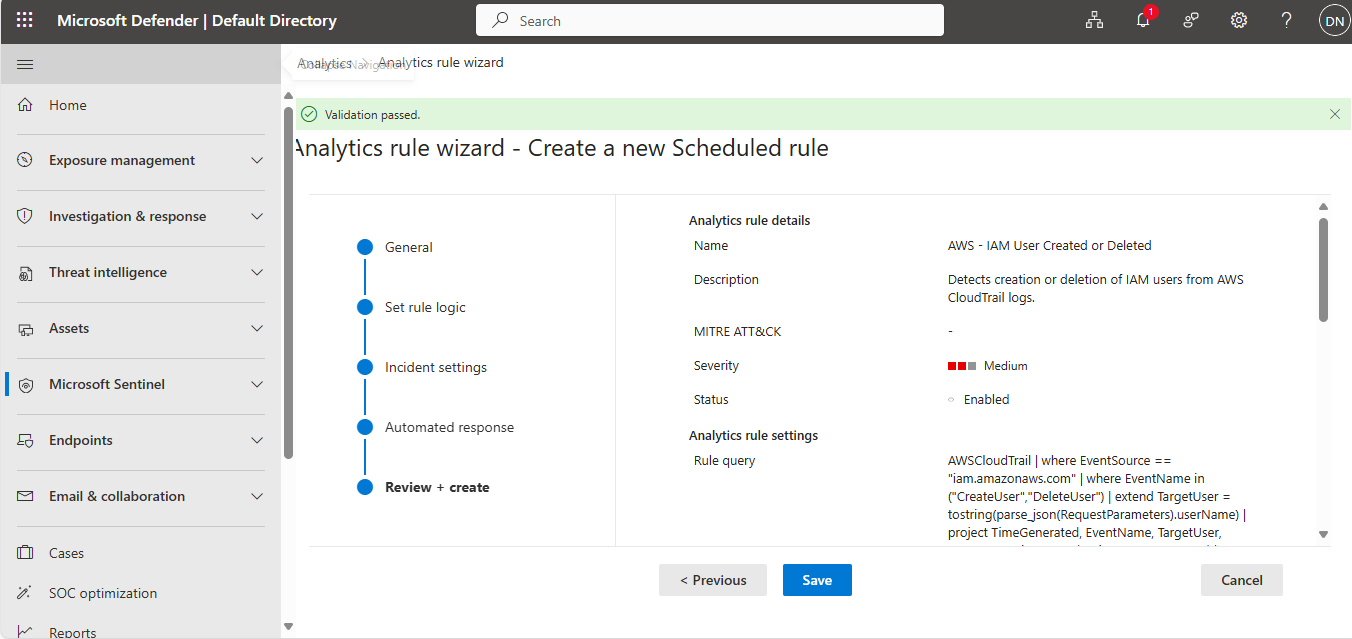 Microsoft Defender | Default Directory
Search
1
?
DN
Analytics > Analytics rule wizard
Collapse Navigation
Home
Validation passed.
Analytics rule wizard - Create a new Scheduled rule
Exposure management
Investigation & response
Threat intelligence
Assets
Microsoft Sentinel
Endpoints
Email & collaboration
Cases
SOC optimization
Reports
General
Set rule logic
Incident settings
Automated response
Review + create
Analytics rule details
Name AWS - IAM User Created or Deleted
Description Detects creation or deletion of IAM users from AWS
CloudTrail logs.
MITRE ATT&CK -
Severity Medium
Status Enabled
Analytics rule settings
Rule query AWSCloudTrail | where EventSource ==
"iam.amazonaws.com" | where EventName in
("CreateUser","DeleteUser") | extend TargetUser =
tostring(parse_json(RequestParameters).userName) |
project TimeGenerated, EventName, TargetUser,
< Previous
Save
Cancel